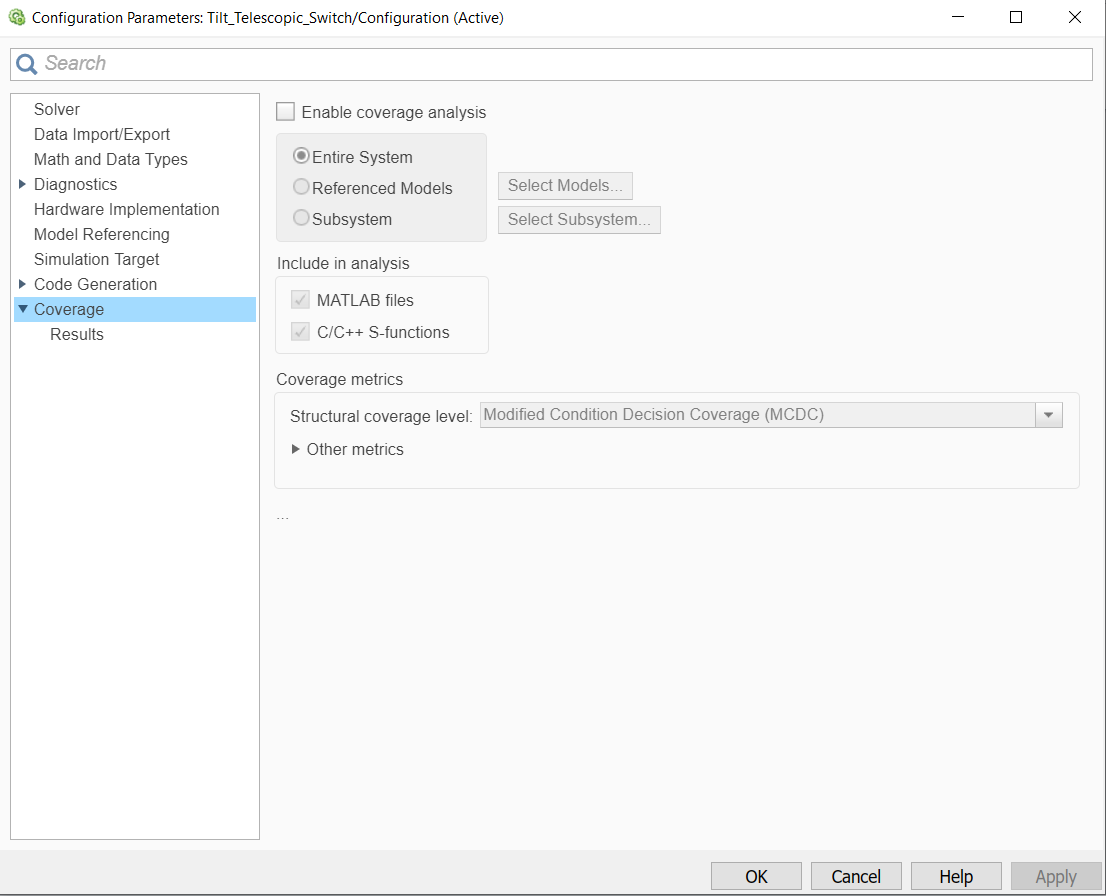 Configuration Parameters: Tilt_Telescopic_Switch/Configuration (Active)
Search
Solver
Data Import/Export
Math and Data Types
Diagnostics
Hardware Implementation
Model Referencing
Simulation Target
Code Generation
Coverage
Results
Enable coverage analysis
Entire System
Referenced Models
Select Models...
Subsystem
Select Subsystem...
Include in analysis
MATLAB files
C/C++ S-functions
Coverage metrics
Structural coverage level: Modified Condition Decision Coverage (MCDC)
Other metrics
...
OK Cancel Help Apply